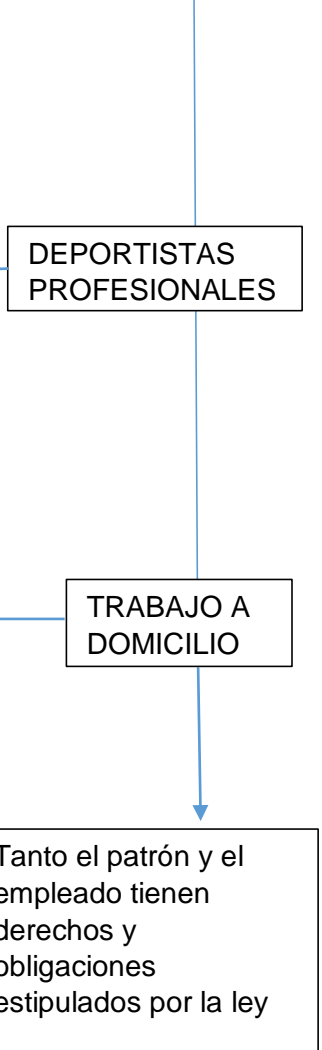 DEPORTISTAS
PROFESIONALES
TRABAJO A
DOMICILIO
Tanto el patrón y el
empleado tienen
derechos y
obligaciones
estipulados por la ley